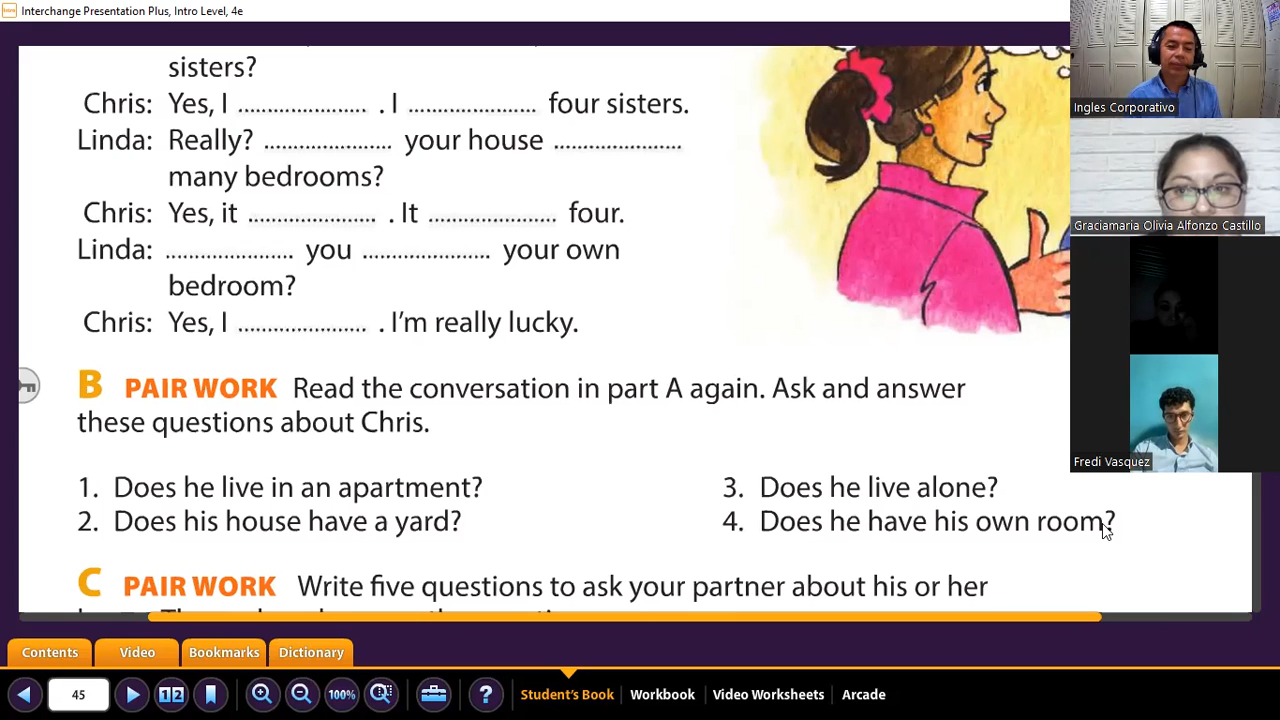 Interchange Presentation Plus, Intro Level, 4e
sisters?
Chris: Yes, I ...................... . I ...................... four sisters.
Linda: Really? ...................... your house ......................
many bedrooms?
Chris: Yes, it ...................... . It ...................... four.
Linda: ...................... you ...................... your own
bedroom?
Chris: Yes, I ...................... . I'm really lucky.
B PAIR WORK Read the conversation in part A again. Ask and answer
these questions about Chris.
1. Does he live in an apartment?
2. Does his house have a yard?
3. Does he live alone?
4. Does he have his own room?
C PAIR WORK Write five questions to ask your partner about his or her
Ingles Corporativo
Graciamaria Olivia Alfonzo Castillo
Fredi Vasquez
Contents
Video
Bookmarks
Dictionary
45
1 2
100%
?
Student's Book
Workbook
Video Worksheets
Arcade